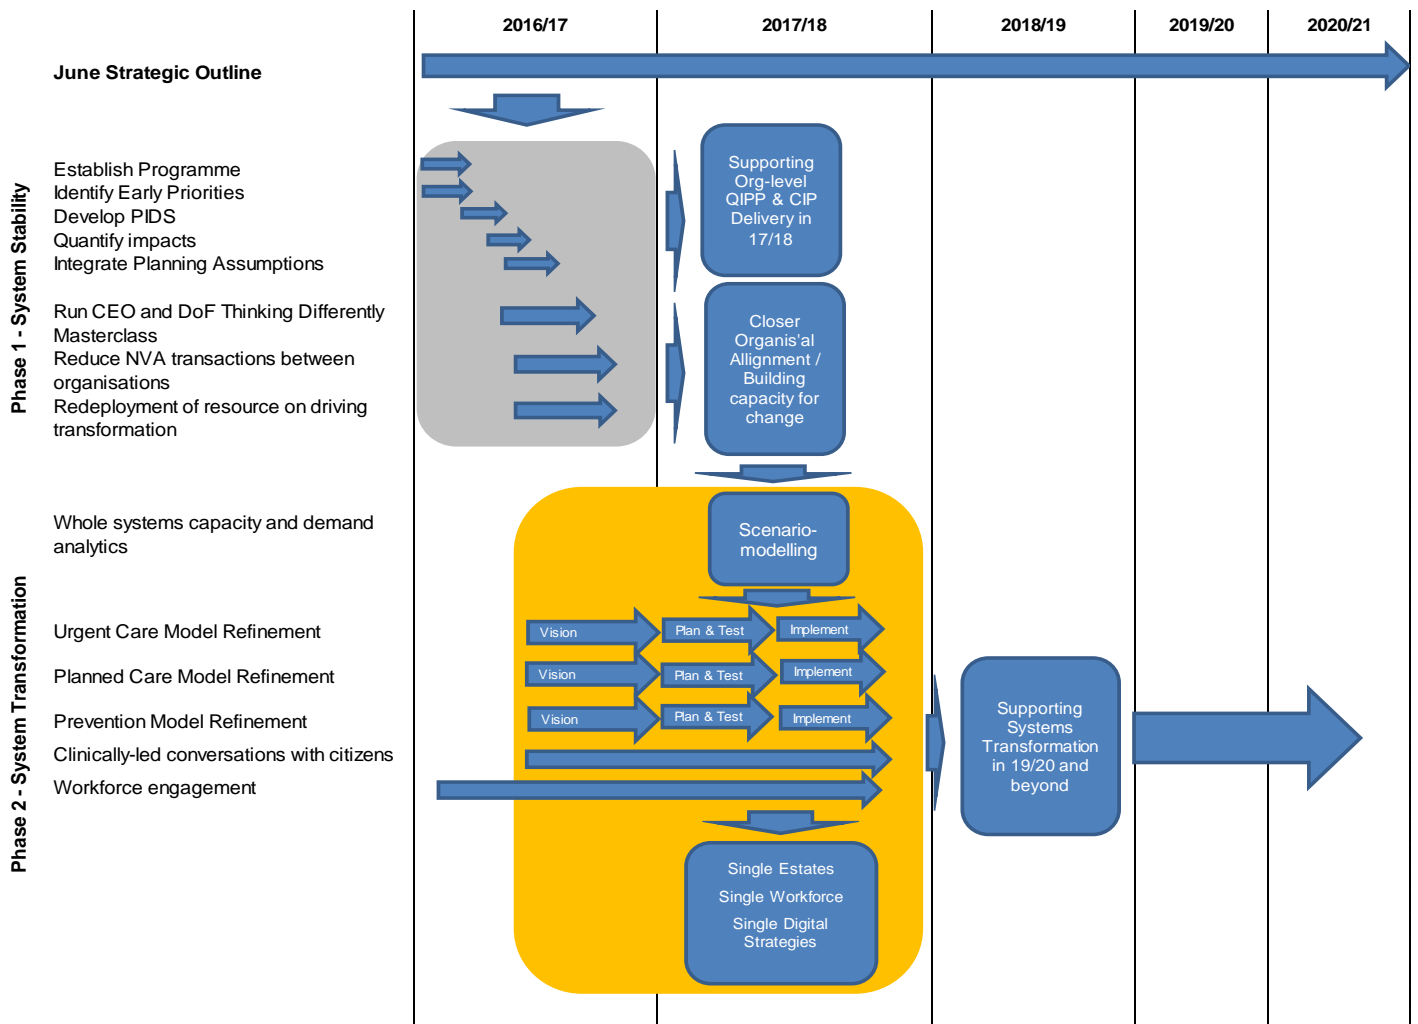 2016/17
2017/18
2018/19
2019/20
2020/21
June Strategic Outline
Phase 1 - System Stability
Establish Programme
Identify Early Priorities
Develop PIDS
Quantify impacts
Integrate Planning Assumptions
Run CEO and DoF Thinking Differently
Masterclass
Reduce NVA transactions between
organisations
Redeployment of resource on driving
transformation
Supporting
Org-level
QIPP & CIP
Delivery in
17/18
Closer
Organis'al
Allignment /
Building
capacity for
change
Phase 2 - System Transformation
Whole systems capacity and demand
analytics
Scenario-
modelling
Urgent Care Model Refinement
Vision
Plan & Test
Implement
Planned Care Model Refinement
Vision
Plan & Test
Implement
Prevention Model Refinement
Vision
Plan & Test
Implement
Clinically-led conversations with citizens
Workforce engagement
Supporting
Systems
Transformation
in 19/20 and
beyond
Single Estates
Single Workforce
Single Digital
Strategies